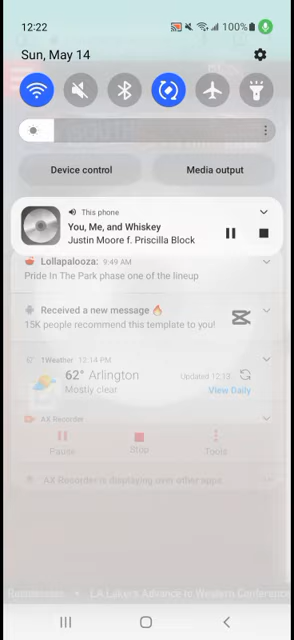 12:22
100%
Sun, May 14
Device control
Media output
This phone
You, Me, and Whiskey
Justin Moore f. Priscilla Block
Lollapalooza: 9:49 AM
Pride In The Park phase one of the lineup
Received a new message 🔥
15K people recommend this template to you!
1Weather 12:14 PM
62° Arlington
Updated 12:13
Mostly clear
View Daily
AX Recorder
Pause
Stop
Tools
AX Recorder is displaying over other apps
LA Lakers Advance to Western Conference